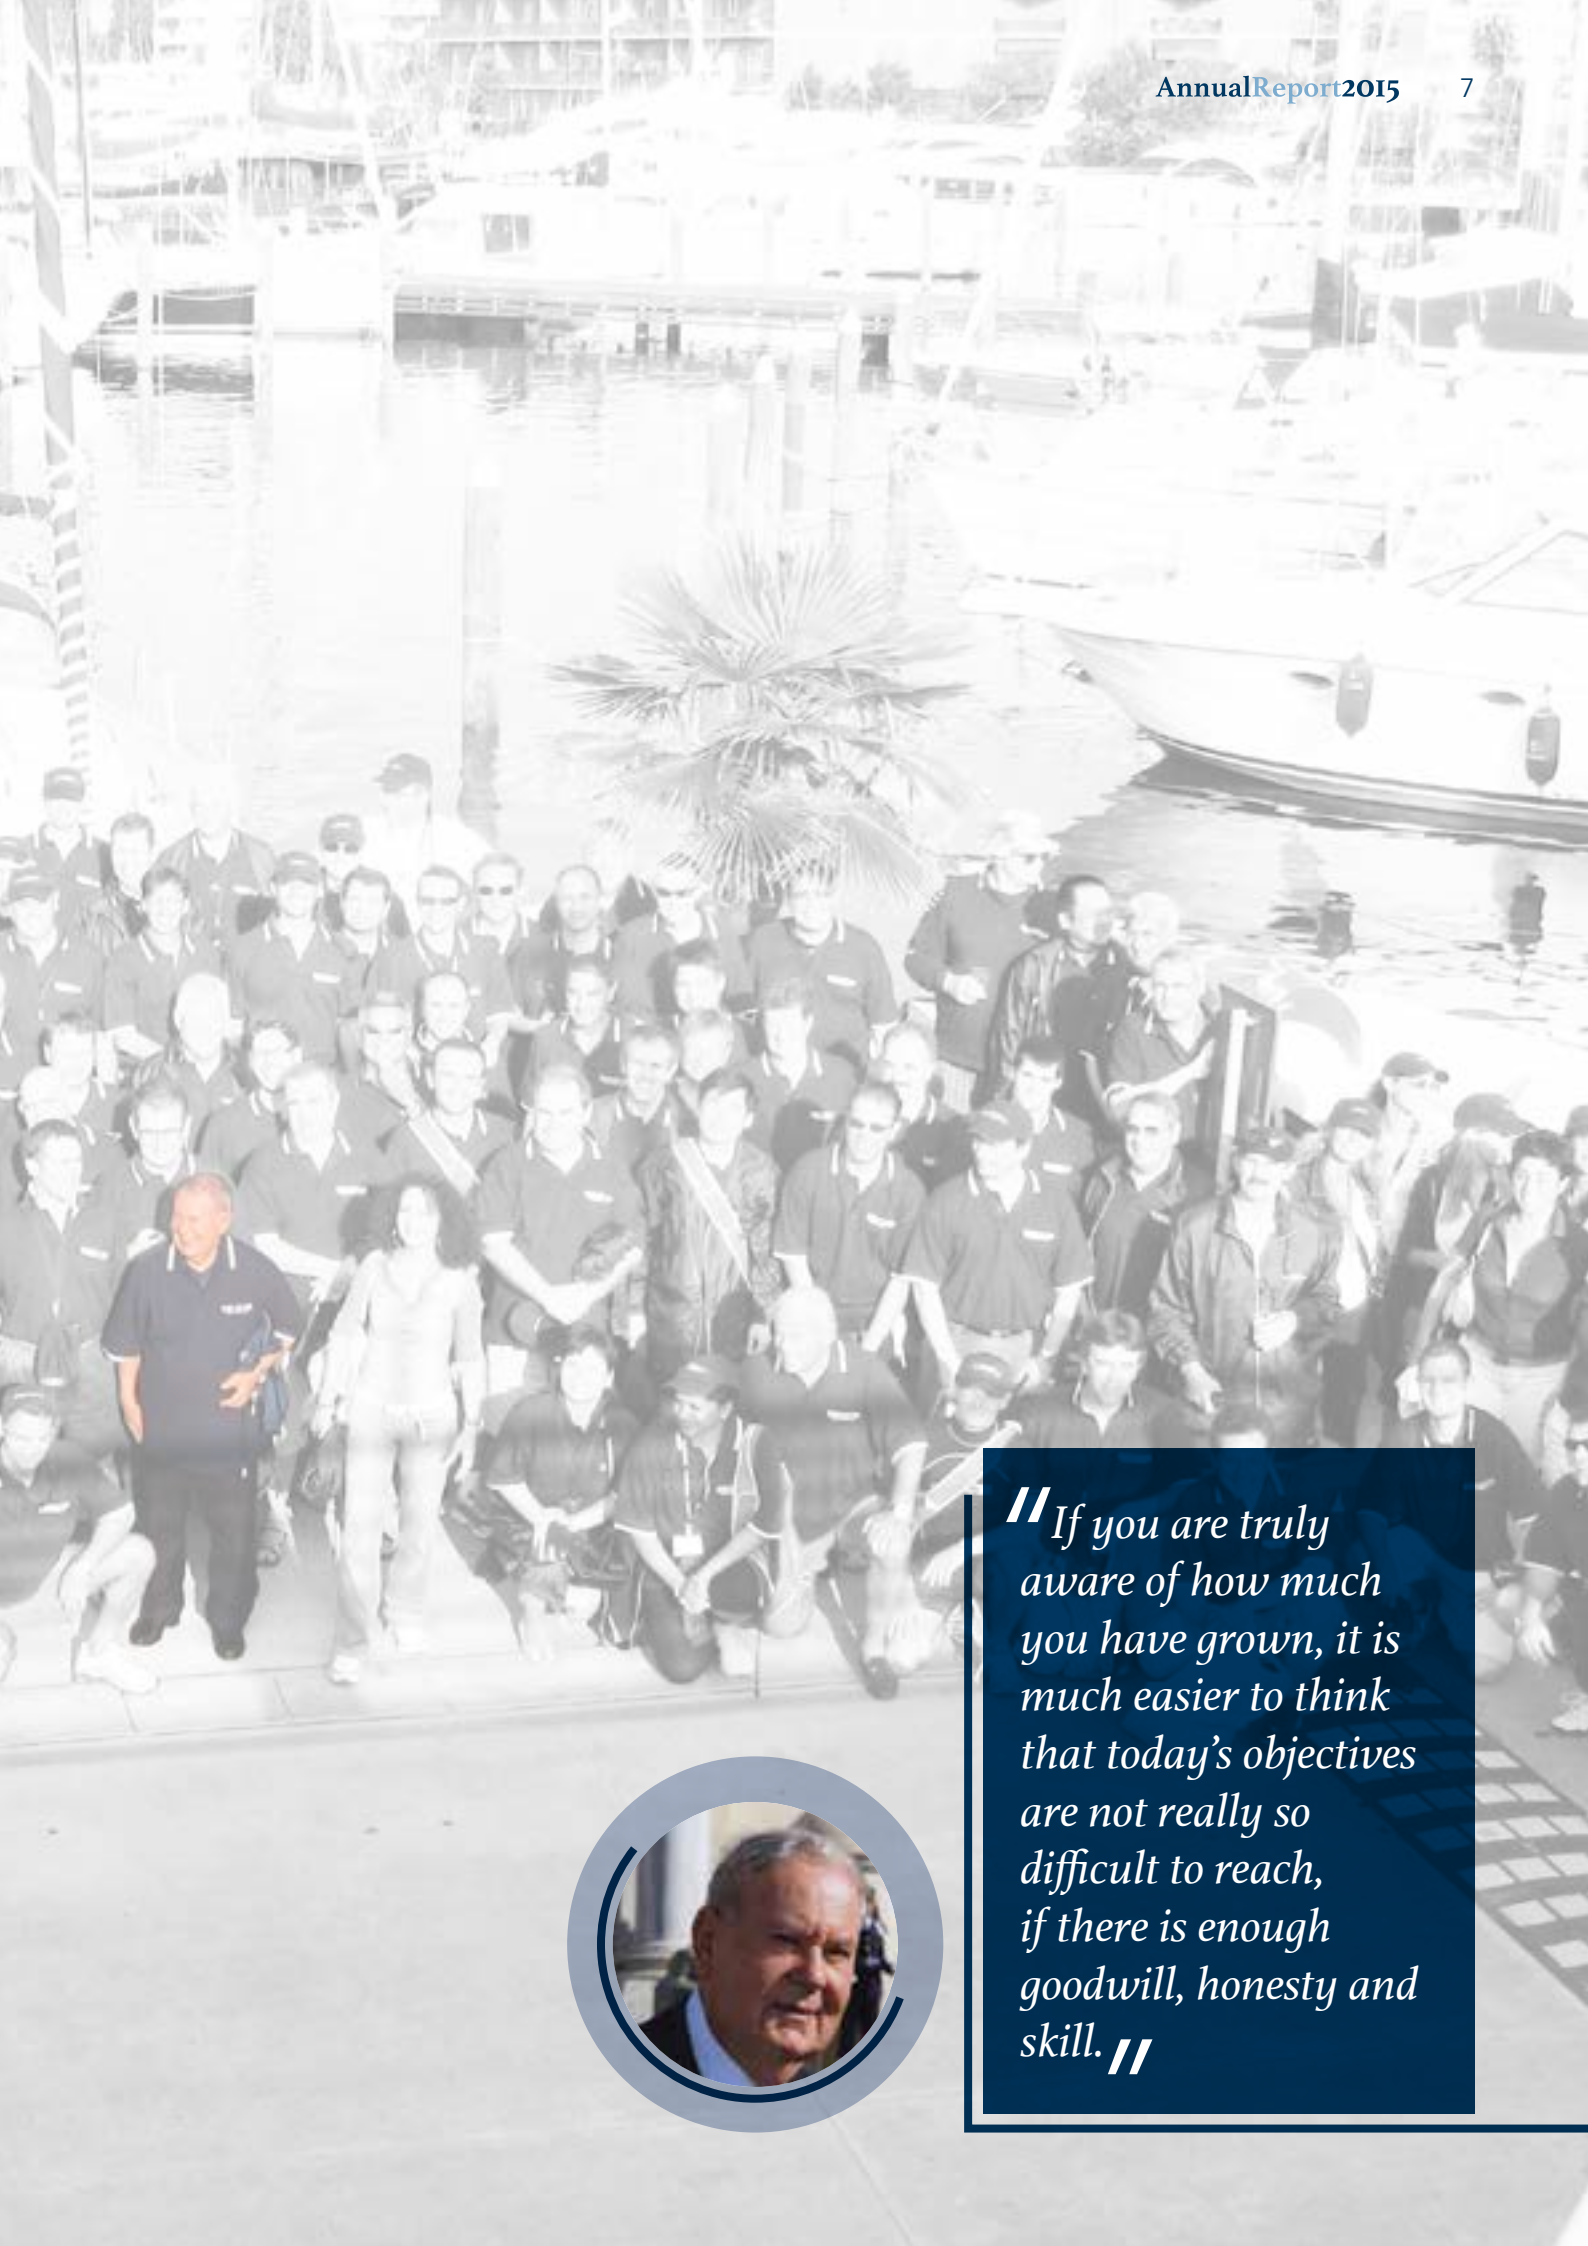 AnnualReport2015 7
"If you are truly
aware of how much
you have grown, it is
much easier to think
that today’s objectives
are not really so
difficult to reach,
if there is enough
goodwill, honesty and
skill."